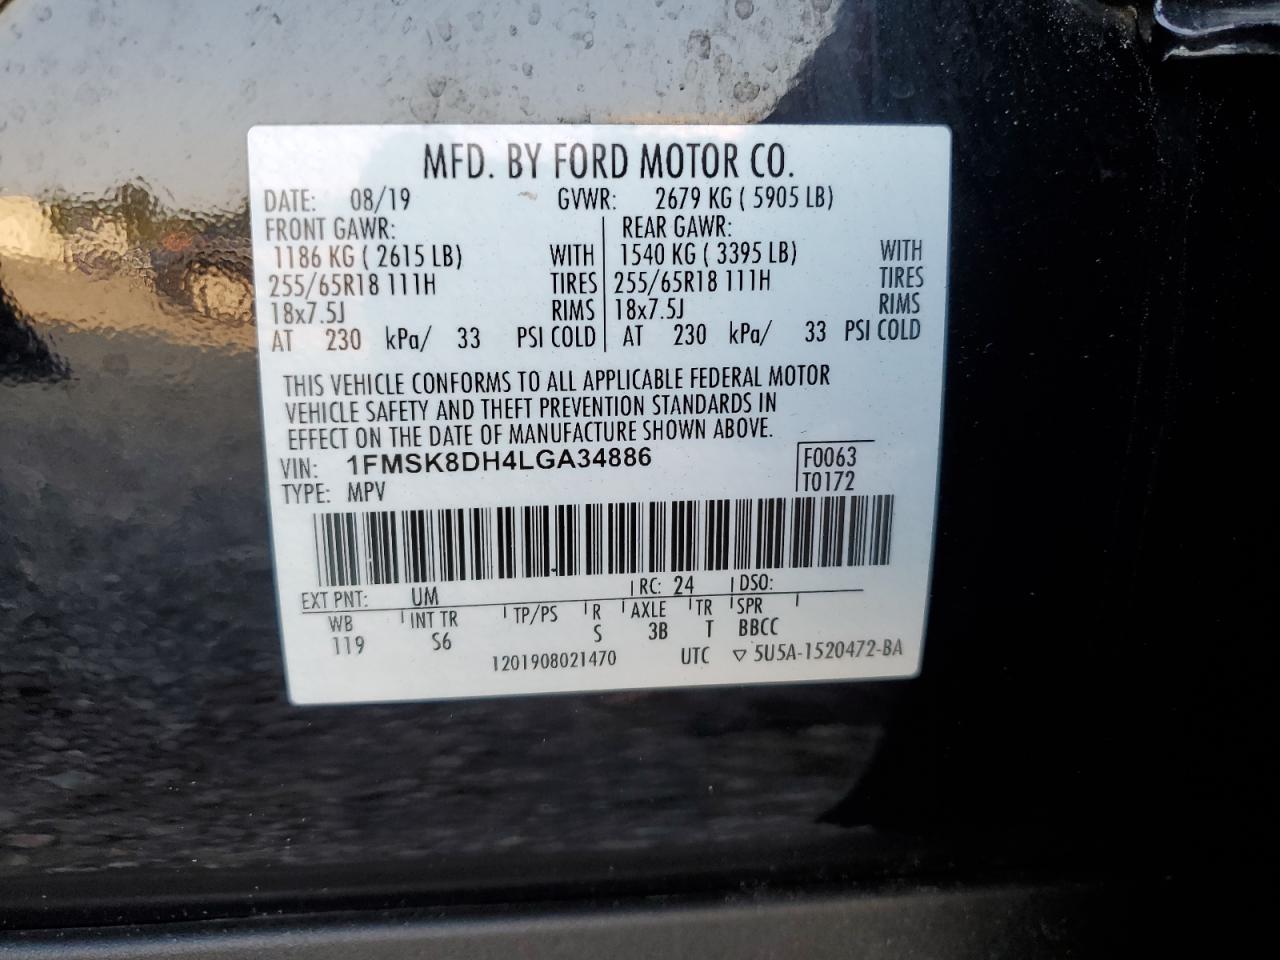 MFD. BY FORD MOTOR CO.
DATE: 08/19 GVWR: 2679 KG ( 5905 LB)
FRONT GAWR: REAR GAWR:
1186 KG ( 2615 LB) WITH 1540 KG ( 3395 LB) WITH
255/65R18 111H TIRES 255/65R18 111H TIRES
18x7.5J RIMS 18x7.5J RIMS
AT 230 kPa/ 33 PSI COLD AT 230 kPa/ 33 PSI COLD
THIS VEHICLE CONFORMS TO ALL APPLICABLE FEDERAL MOTOR
VEHICLE SAFETY AND THEFT PREVENTION STANDARDS IN
EFFECT ON THE DATE OF MANUFACTURE SHOWN ABOVE.
VIN: 1FMSK8DH4LGA34886 F0063
TYPE: MPV T0172
EXT PNT: UM RC: 24 DSO:
WB INT TR TP/PS R AXLE TR SPR
119 S6 S 3B T BBCC
1201908021470 UTC ▽ 5U5A-1520472-BA